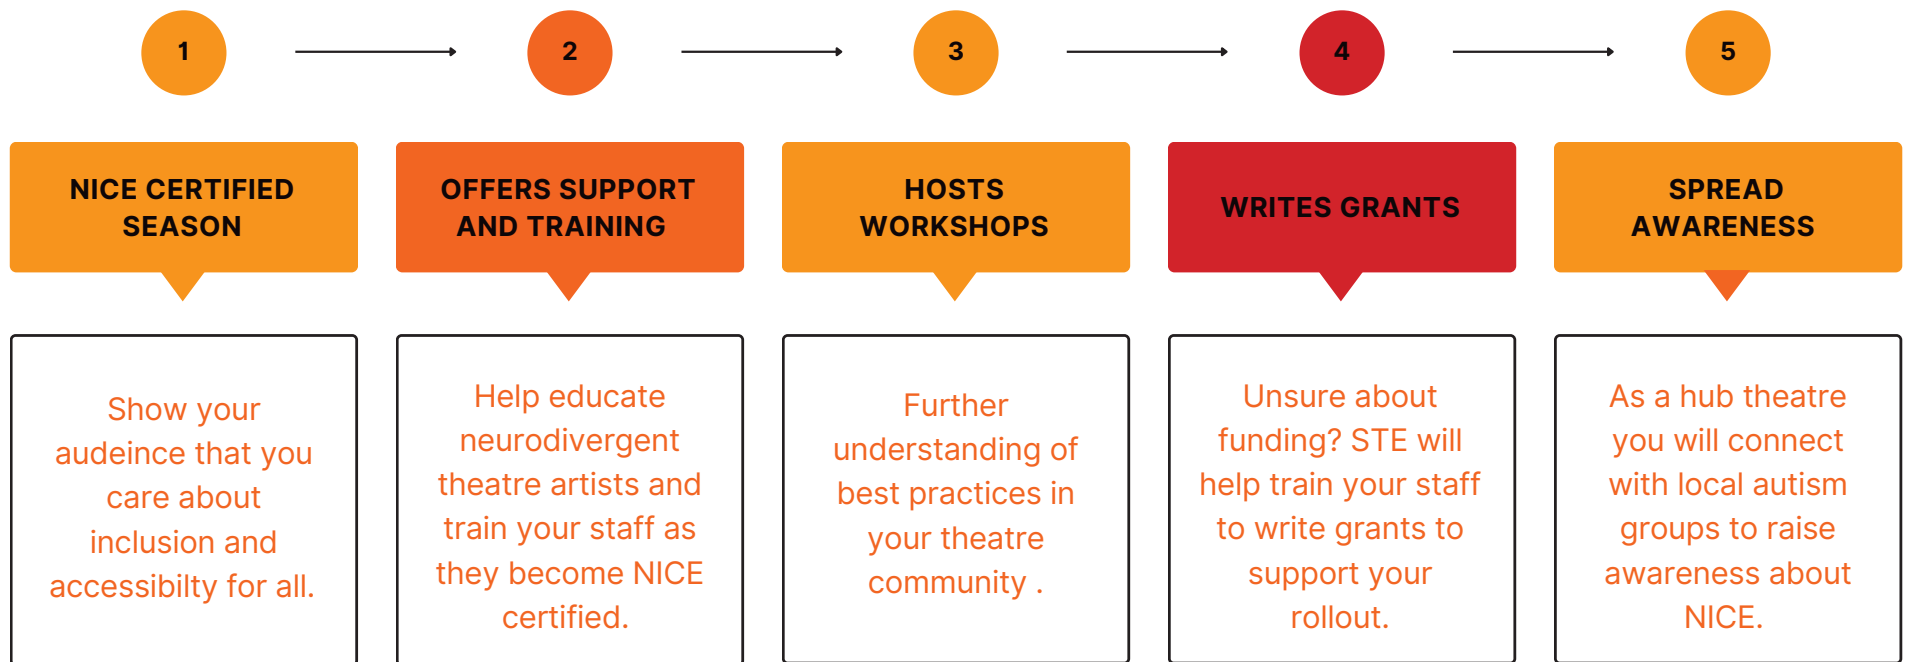 1
2
3
4
5
NICE CERTIFIED
SEASON
OFFERS SUPPORT
AND TRAINING
HOSTS
WORKSHOPS
WRITES GRANTS
SPREAD
AWARENESS
Show your
audeince that you
care about
inclusion and
accessibilty for all.
Help educate
neurodivergent
theatre artists and
train your staff as
they become NICE
certified.
Further
understanding of
best practices in
your theatre
community .
Unsure about
funding? STE will
help train your staff
to write grants to
support your
rollout.
As a hub theatre
you will connect
with local autism
groups to raise
awareness about
NICE.